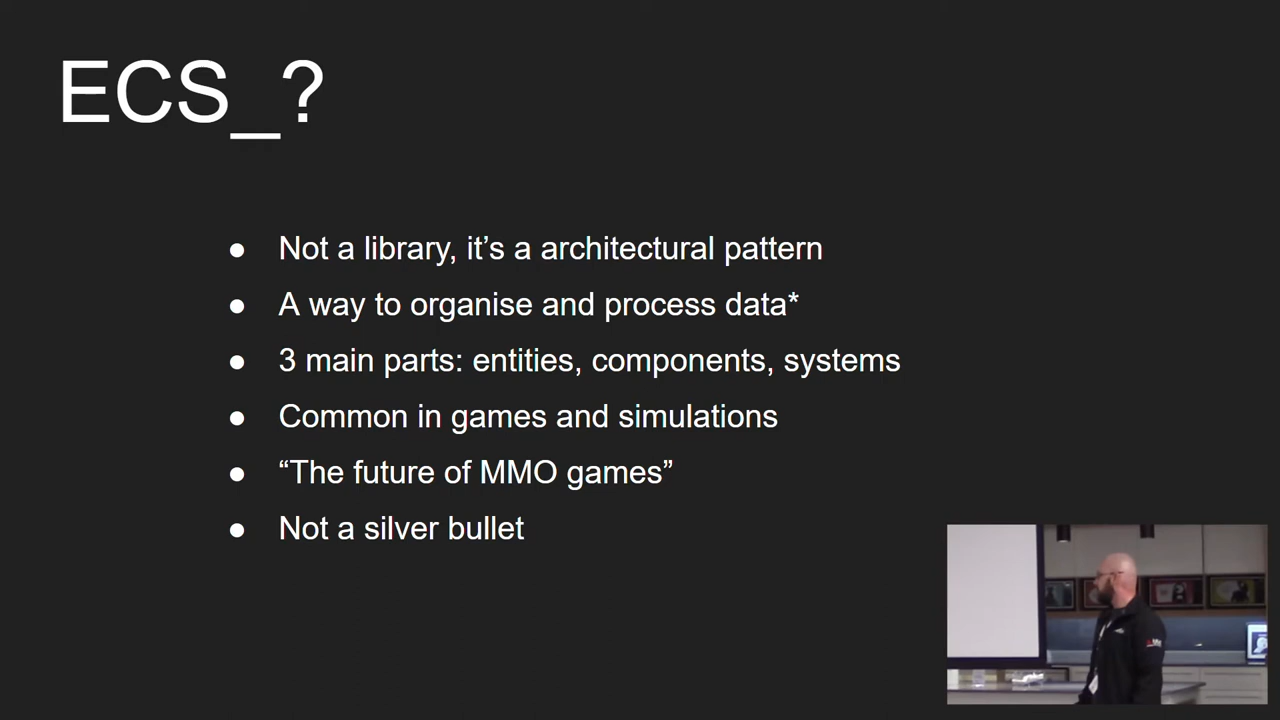 ECS_?
● Not a library, it’s a architectural pattern
● A way to organise and process data*
● 3 main parts: entities, components, systems
● Common in games and simulations
● “The future of MMO games”
● Not a silver bullet